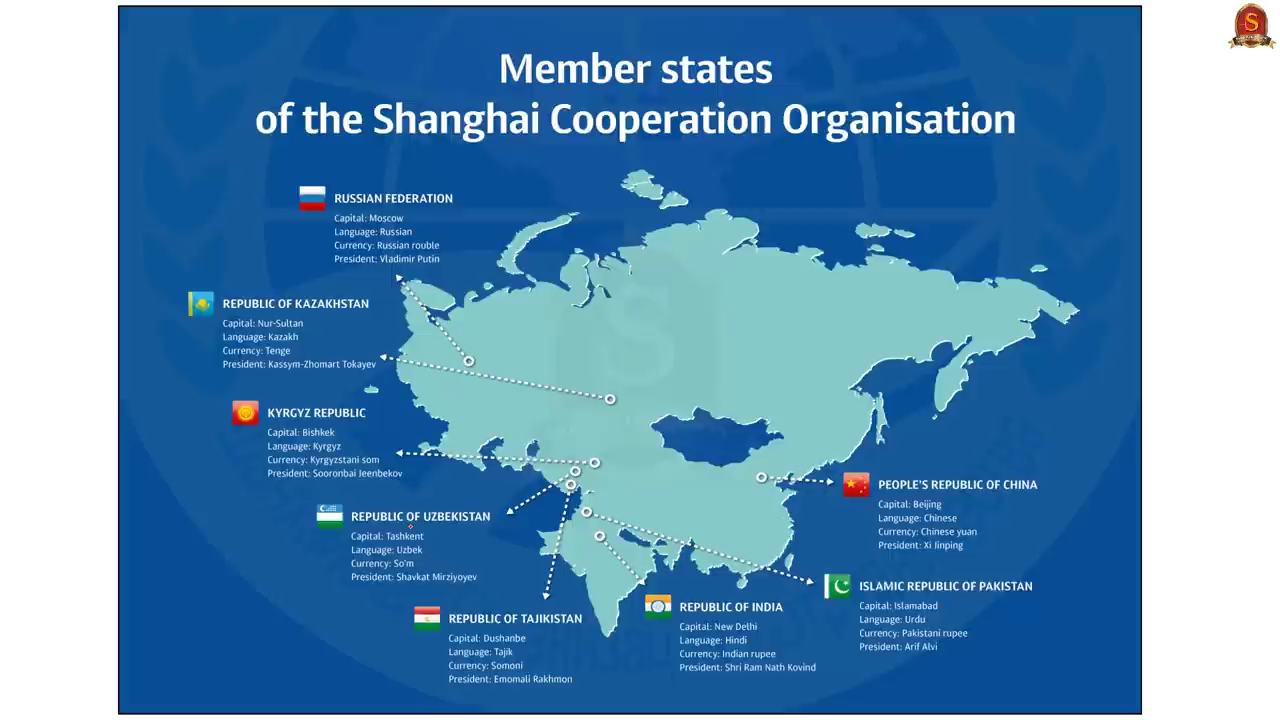 Member states
of the Shanghai Cooperation Organisation
RUSSIAN FEDERATION
Capital: Moscow
Language: Russian
Currency: Russian rouble
President: Vladimir Putin
REPUBLIC OF KAZAKHSTAN
Capital: Nur-Sultan
Language: Kazakh
Currency: Tenge
President: Kassym-Zhomart Tokayev
KYRGYZ REPUBLIC
Capital: Bishkek
Language: Kyrgyz
Currency: Kyrgyzstani som
President: Sooronbai Jeenbekov
REPUBLIC OF UZBEKISTAN
Capital: Tashkent
Language: Uzbek
Currency: So'm
President: Shavkat Mirziyoyev
REPUBLIC OF TAJIKISTAN
Capital: Dushanbe
Language: Tajik
Currency: Somoni
President: Emomali Rakhmon
REPUBLIC OF INDIA
Capital: New Delhi
Language: Hindi
Currency: Indian rupee
President: Shri Ram Nath Kovind
PEOPLE'S REPUBLIC OF CHINA
Capital: Beijing
Language: Chinese
Currency: Chinese yuan
President: Xi Jinping
ISLAMIC REPUBLIC OF PAKISTAN
Capital: Islamabad
Language: Urdu
Currency: Pakistani rupee
President: Arif Alvi
S